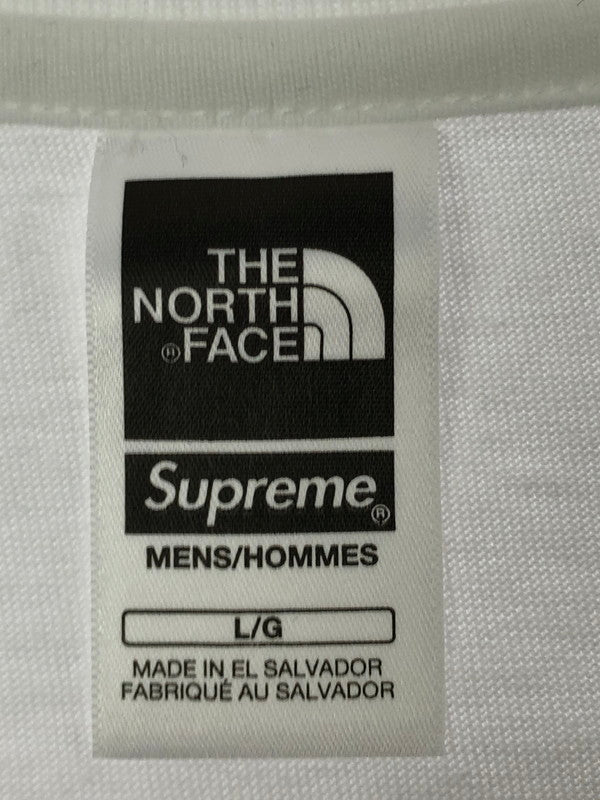 THE
NORTH
®FACE
Supreme®
MENS/HOMMES
L/G
MADE IN EL SALVADOR
FABRIQUÉ AU SALVADOR